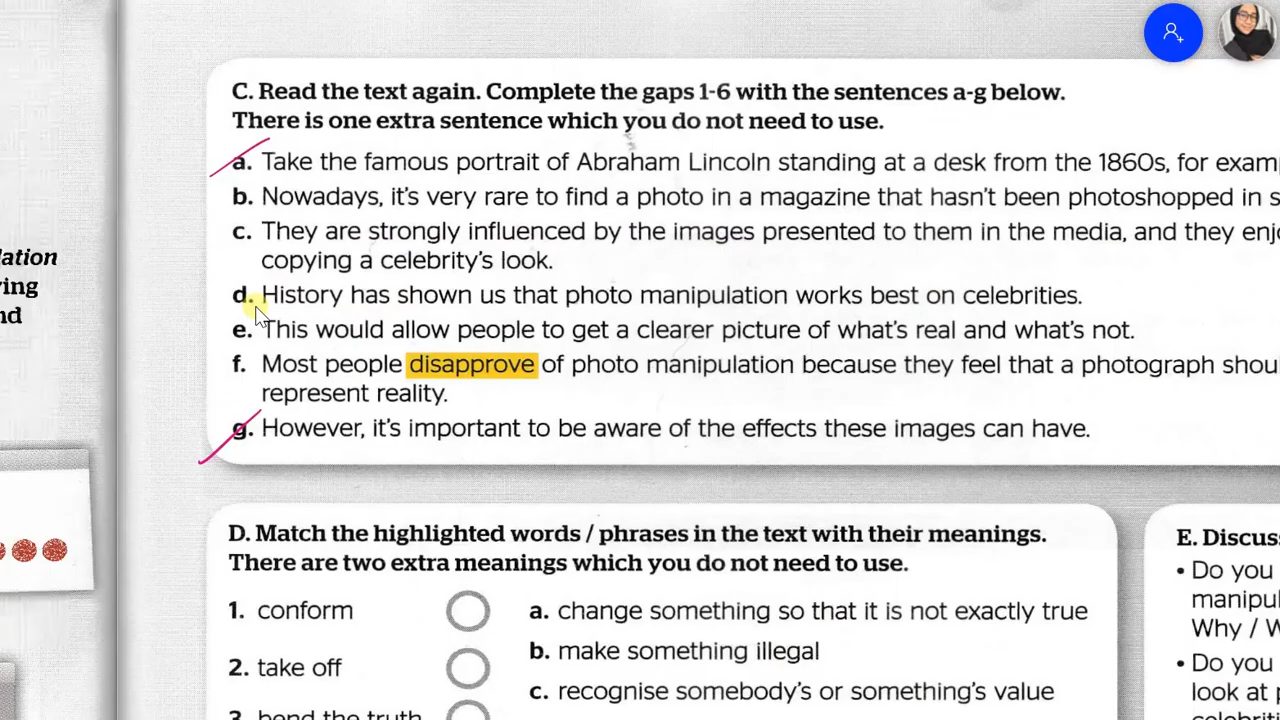 C. Read the text again. Complete the gaps 1-6 with the sentences a-g below.
There is one extra sentence which you do not need to use.
a. Take the famous portrait of Abraham Lincoln standing at a desk from the 1860s, for
b. Nowadays, it's very rare to find a photo in a magazine that hasn't been photoshopped in
c. They are strongly influenced by the images presented to them in the media, and they
copying a celebrity's look.
d. History has shown us that photo manipulation works best on celebrities.
e. This would allow people to get a clearer picture of what's real and what's not.
f. Most people disapprove of photo manipulation because they feel that a photograph
represent reality.
g. However, it's important to be aware of the effects these images can have.
D. Match the highlighted words / phrases in the text with their meanings.
There are two extra meanings which you do not need to use.
1. conform
2. take off
3. bend the truth
a. change something so that it is not exactly true
b. make something illegal
c. recognise somebody's or something's value
E.
• Do you
Why /
• Do you
look at